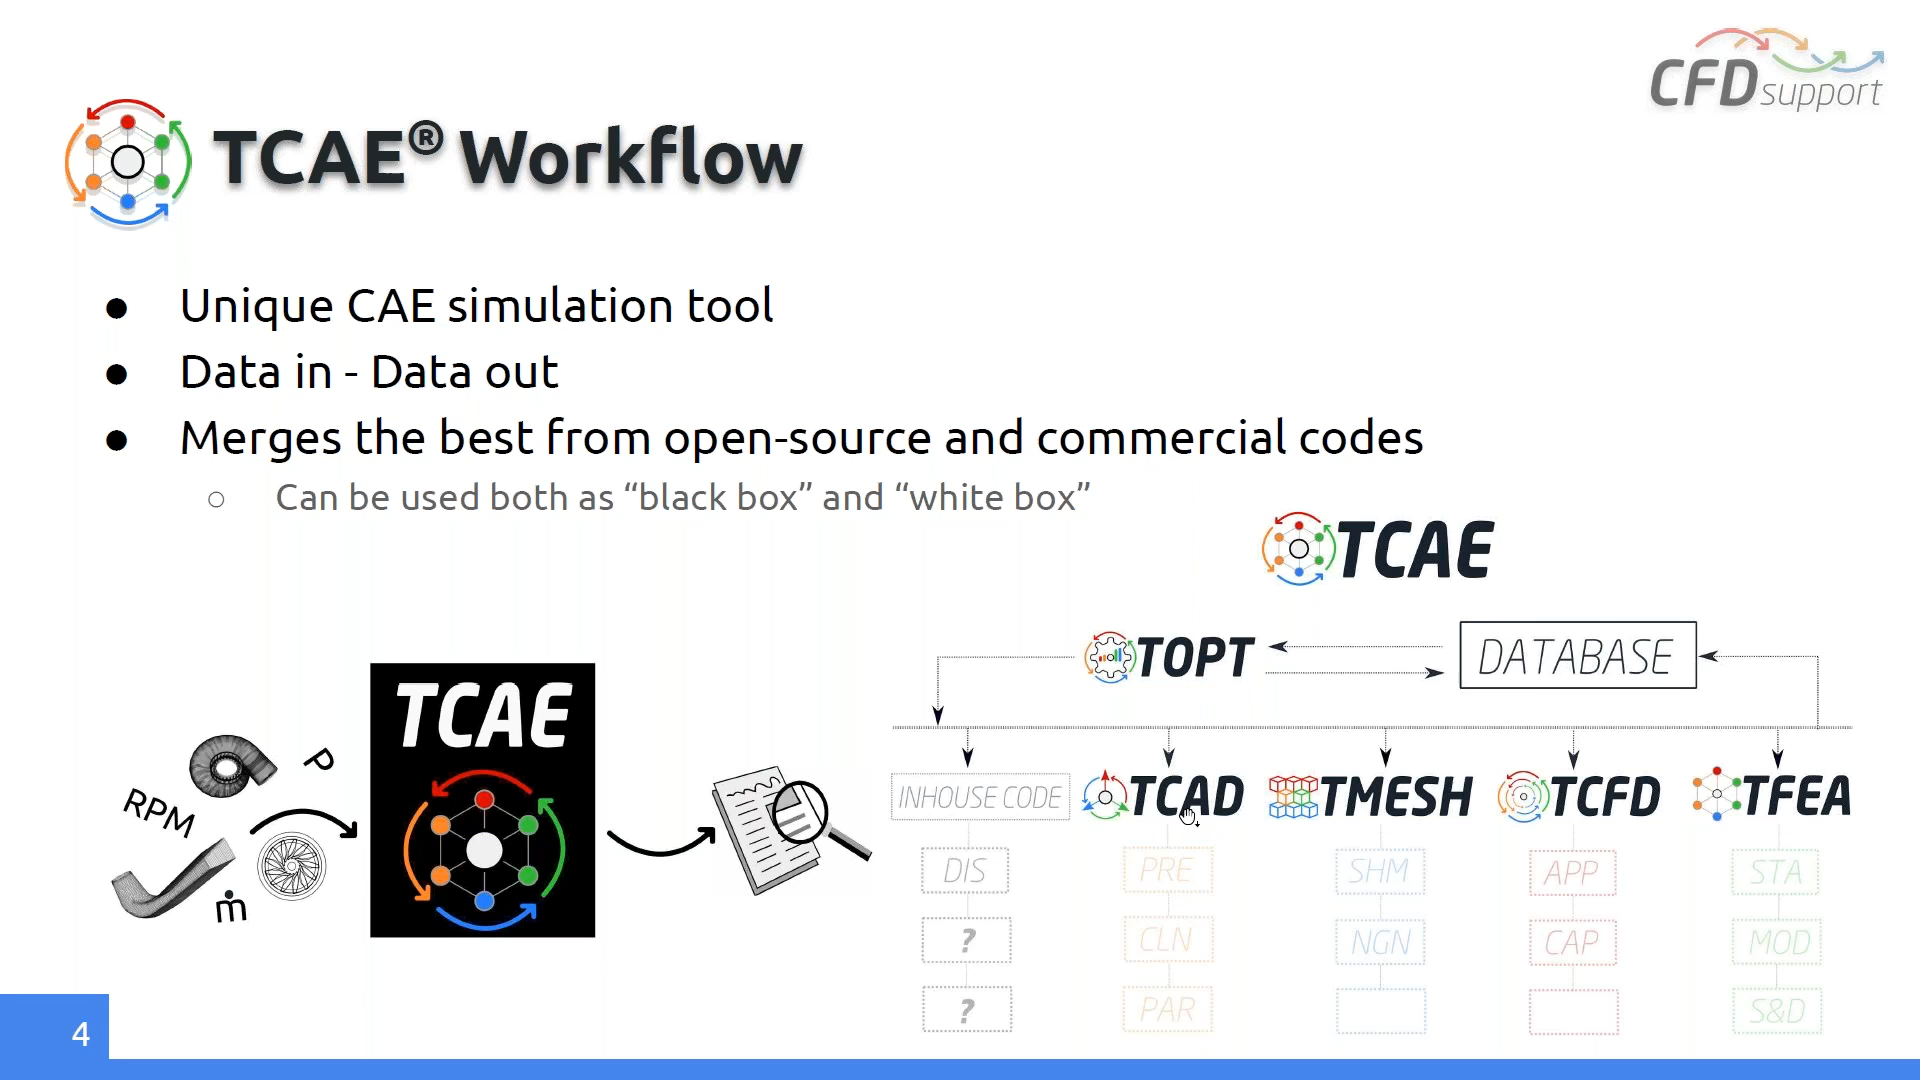 CFDsupport
TCAE® Workflow
● Unique CAE simulation tool
● Data in - Data out
● Merges the best from open-source and commercial codes
○ Can be used both as “black box” and “white box”
TCAE
TOPT
DATABASE
TCAE
P
RPM
ṁ
INHOUSE CODE
TCAD
TMESH
TCFD
TFEA
DIS
PRE
SHM
APP
STA
?
CLN
NGN
CAP
MOD
?
PAR
S&D
4